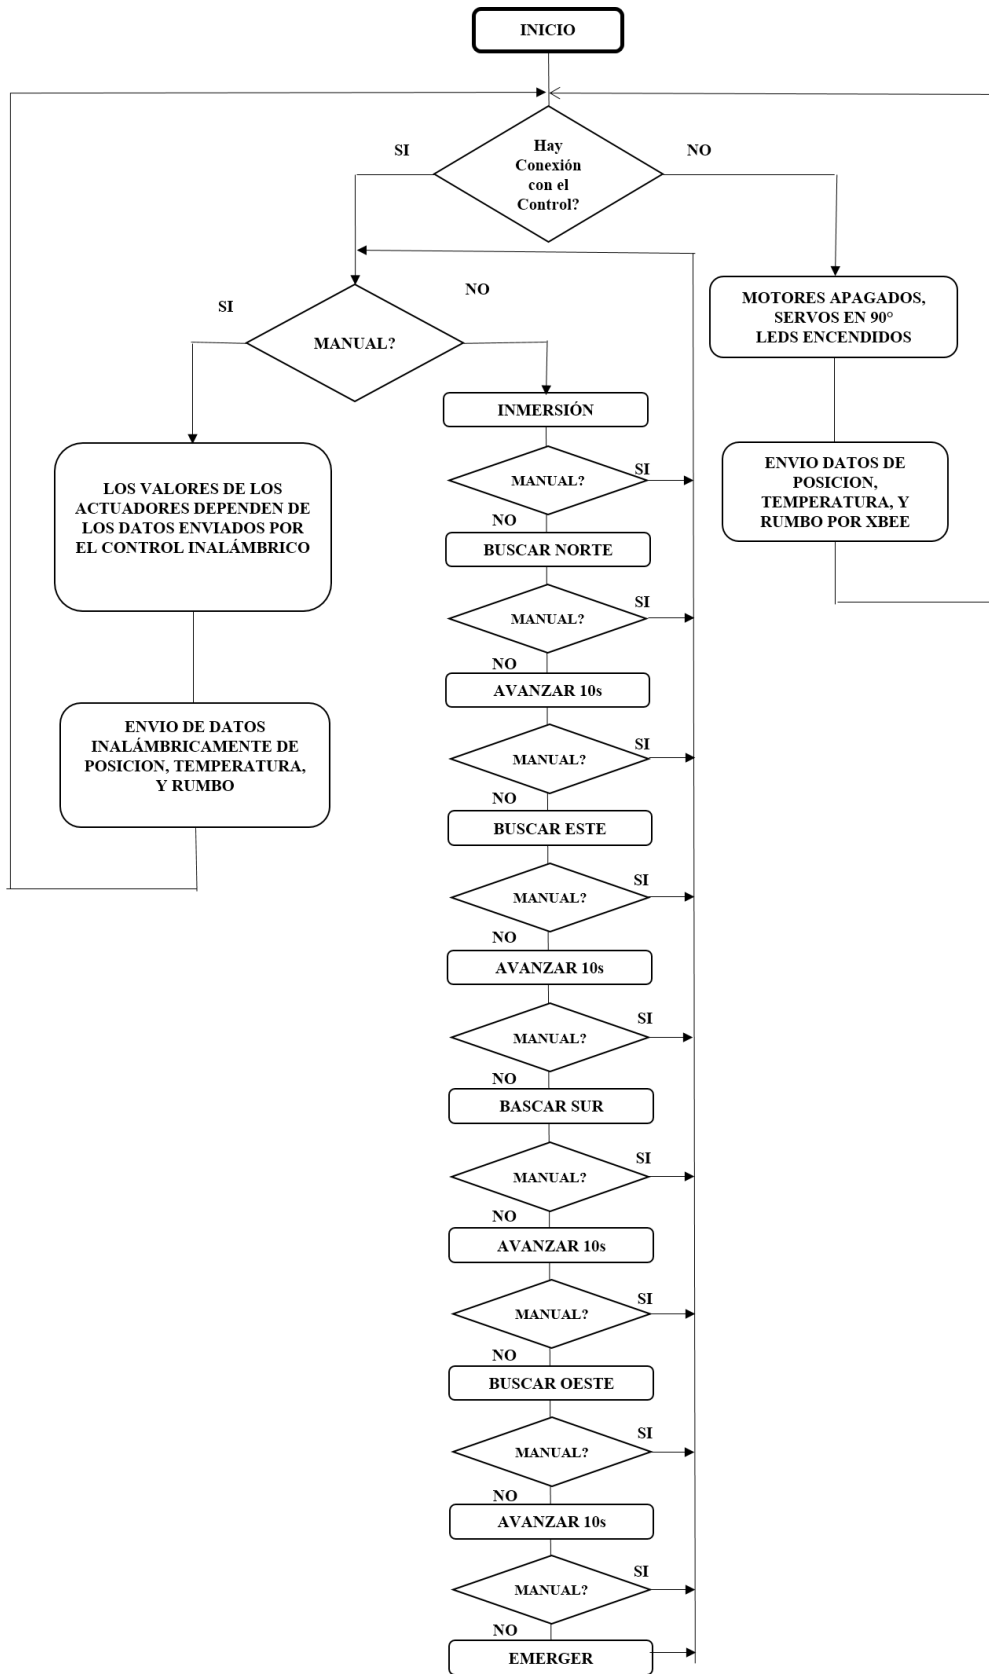 INICIO
Hay
Conexión
con el
Control?
SI
NO
MANUAL?
SI
NO
MOTORES APAGADOS,
SERVOS EN 90°
LEDS ENCENDIDOS
ENVIO DATOS DE
POSICION,
TEMPERATURA, Y
RUMBO POR XBEE
LOS VALORES DE LOS
ACTUADORES DEPENDEN DE
LOS DATOS ENVIADOS POR
EL CONTROL INALÁMBRICO
ENVIO DE DATOS
INALÁMBRICAMENTE DE
POSICION, TEMPERATURA,
Y RUMBO
INMERSIÓN
MANUAL?
SI
NO
BUSCAR NORTE
MANUAL?
SI
NO
AVANZAR 10s
MANUAL?
SI
NO
BUSCAR ESTE
MANUAL?
SI
NO
AVANZAR 10s
MANUAL?
SI
NO
BASCAR SUR
MANUAL?
SI
NO
AVANZAR 10s
MANUAL?
SI
NO
BUSCAR OESTE
MANUAL?
SI
NO
AVANZAR 10s
MANUAL?
SI
NO
EMERGER